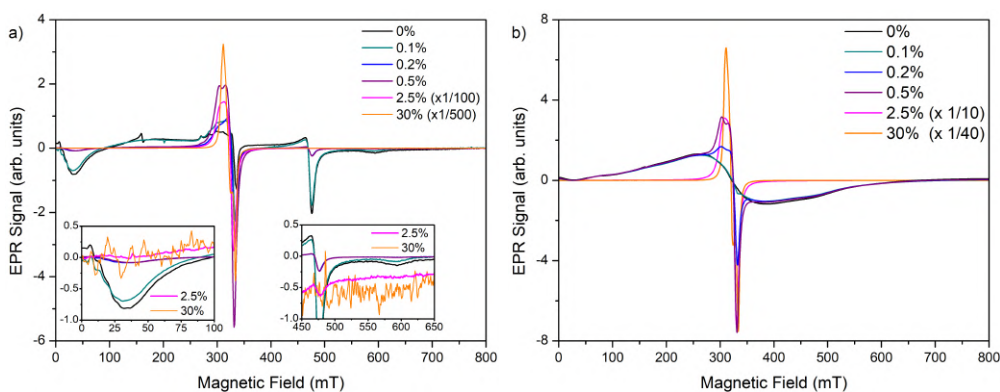 a)
EPR Signal (arb. units)
4
2
0
-2
-4
-6
0%
0.1%
0.2%
0.5%
2.5% (x1/100)
30% (x1/500)
0.5
0.0
-0.5
-1.0
2.5%
30%
0 25 50 75 100
0.5
0.0
-0.5
-1.0
2.5%
30%
450 500 550 600 650
0 100 200 300 400 500 600 700 800
Magnetic Field (mT)
b)
EPR Signal (arb. units)
8
4
0
-4
-8
0%
0.1%
0.2%
0.5%
2.5% (x 1/10)
30% (x 1/40)
0 100 200 300 400 500 600 700 800
Magnetic Field (mT)